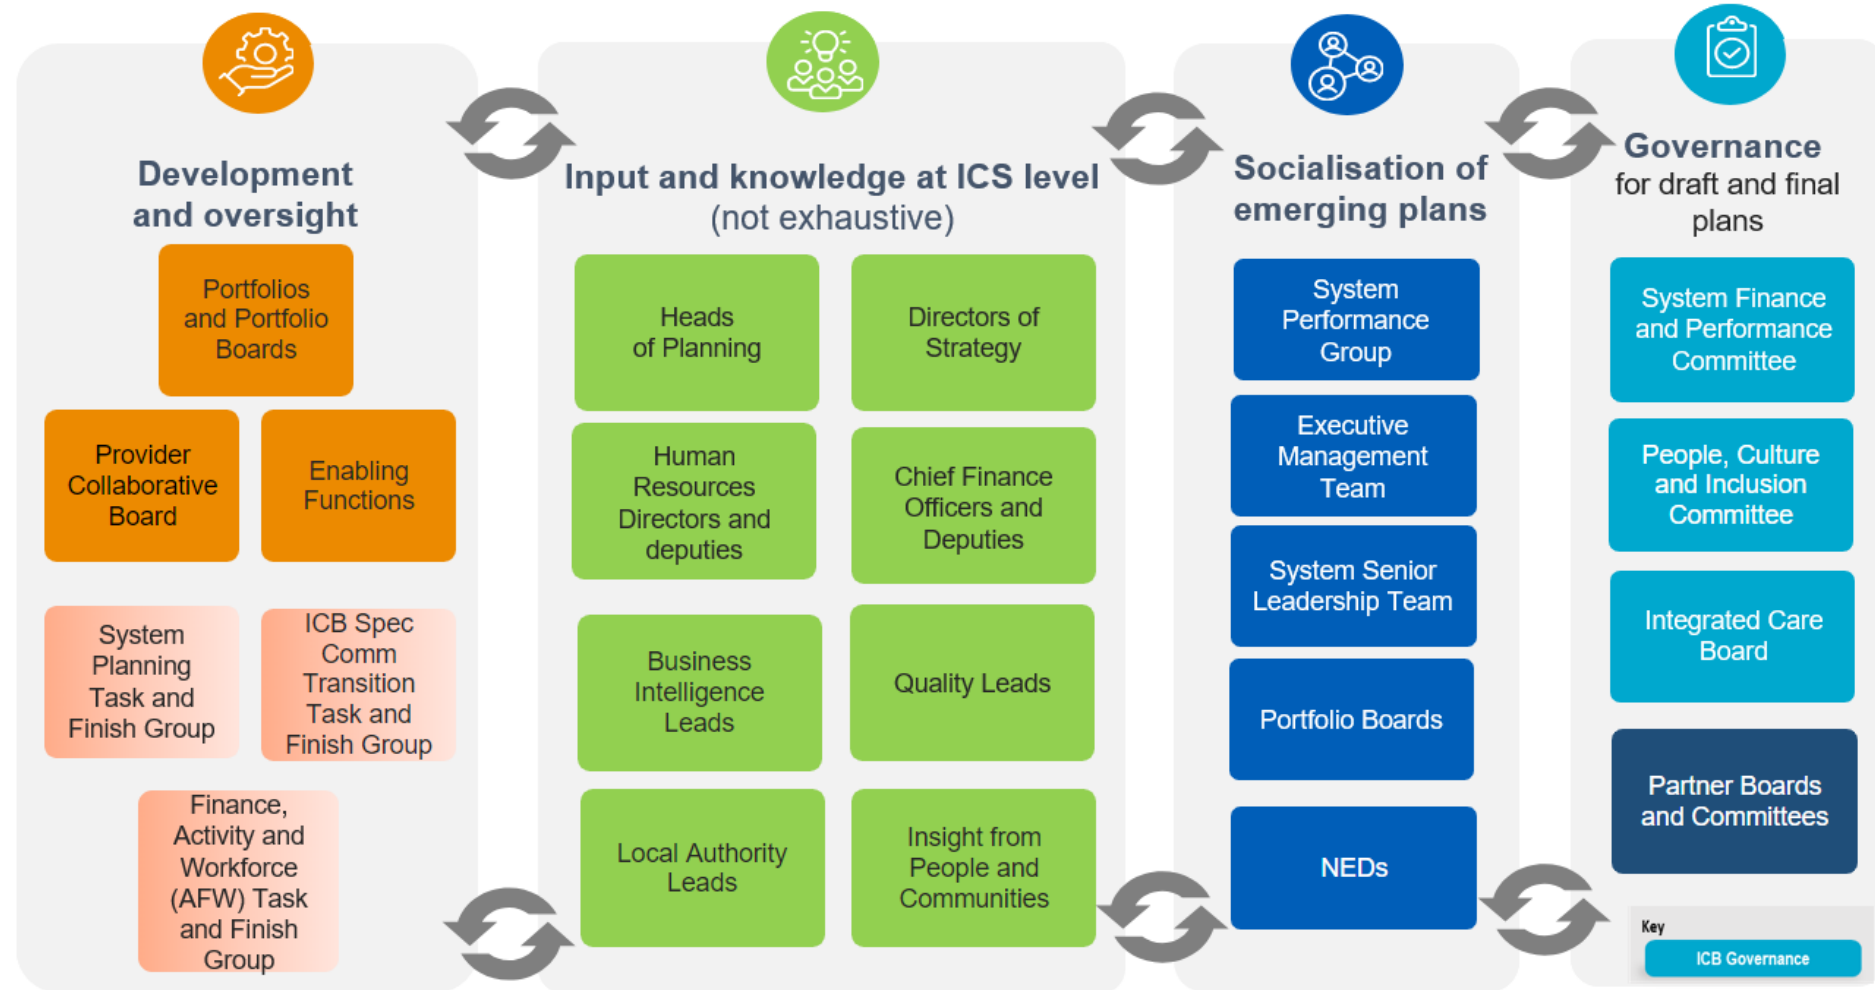 Development
and oversight
Portfolios
and Portfolio
Boards
Provider
Collaborative
Board
Enabling
Functions
System
Planning
Task and
Finish Group
ICB Spec
Comm
Transition
Task and
Finish Group
Finance,
Activity and
Workforce
(AFW) Task
and Finish
Group
Input and knowledge at ICS level
(not exhaustive)
Heads
of Planning
Directors of
Strategy
Human
Resources
Directors and
deputies
Chief Finance
Officers and
Deputies
Business
Intelligence
Leads
Quality Leads
Local Authority
Leads
Insight from
People and
Communities
Socialisation of
emerging plans
System
Performance
Group
Executive
Management
Team
System Senior
Leadership Team
Portfolio Boards
NEDs
Governance
for draft and final
plans
System Finance
and Performance
Committee
People, Culture
and Inclusion
Committee
Integrated Care
Board
Partner Boards
and Committees
Key
ICB Governance